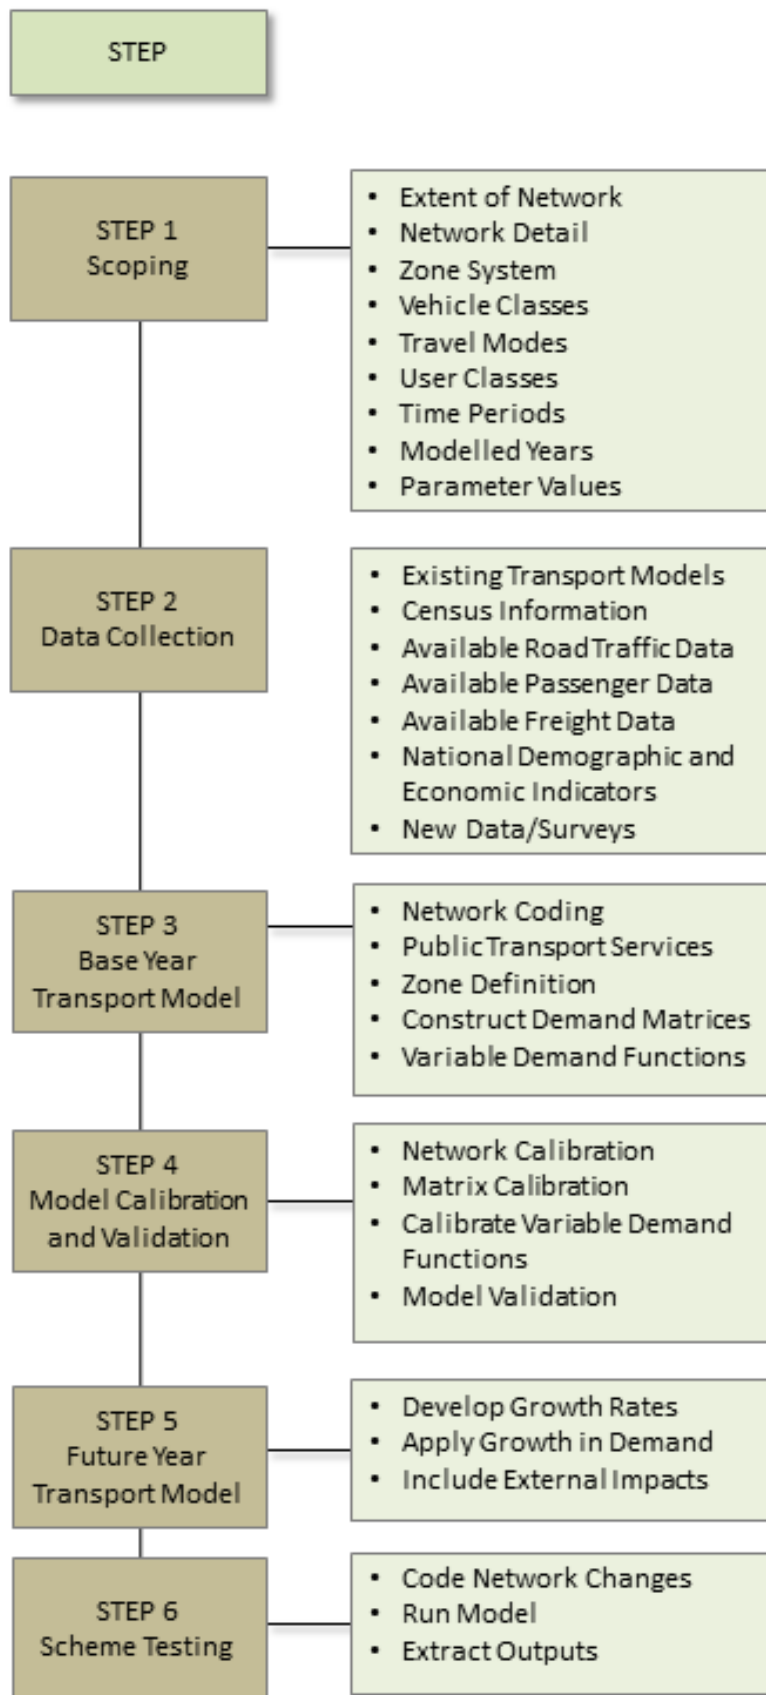 STEP
STEP 1
Scoping
• Extent of Network
• Network Detail
• Zone System
• Vehicle Classes
• Travel Modes
• User Classes
• Time Periods
• Modelled Years
• Parameter Values
STEP 2
Data Collection
• Existing Transport Models
• Census Information
• Available Road Traffic Data
• Available Passenger Data
• Available Freight Data
• National Demographic and
Economic Indicators
• New Data/Surveys
STEP 3
Base Year
Transport Model
• Network Coding
• Public Transport Services
• Zone Definition
• Construct Demand Matrices
• Variable Demand Functions
STEP 4
Model Calibration
and Validation
• Network Calibration
• Matrix Calibration
• Calibrate Variable Demand
Functions
• Model Validation
STEP 5
Future Year
Transport Model
• Develop Growth Rates
• Apply Growth in Demand
• Include External Impacts
STEP 6
Scheme Testing
• Code Network Changes
• Run Model
• Extract Outputs